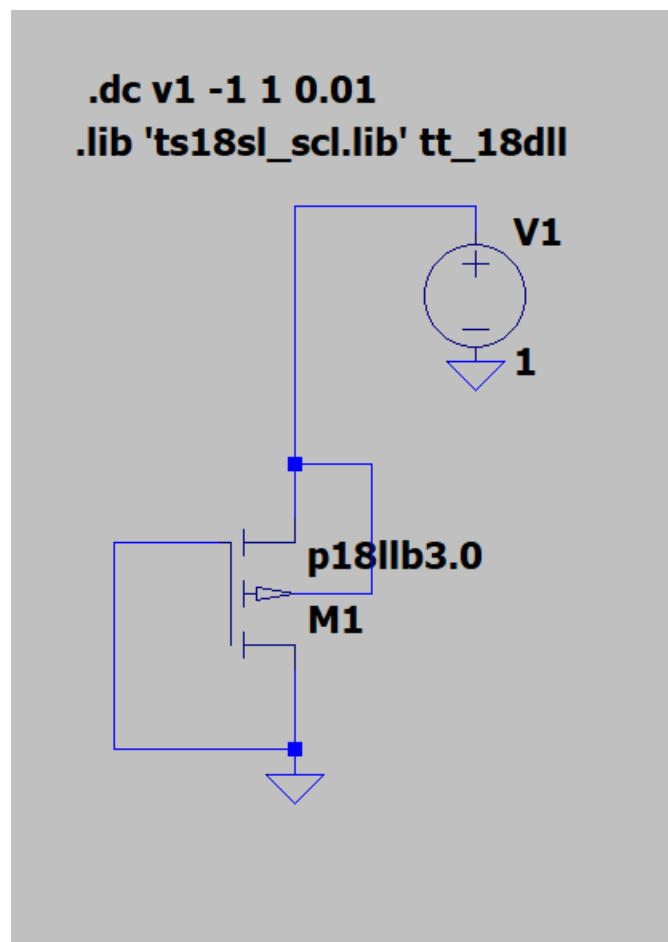 .dc v1 -1 1 0.01
.lib 'ts18sl_scl.lib' tt_18dll
V1
1
p18llb3.0
M1